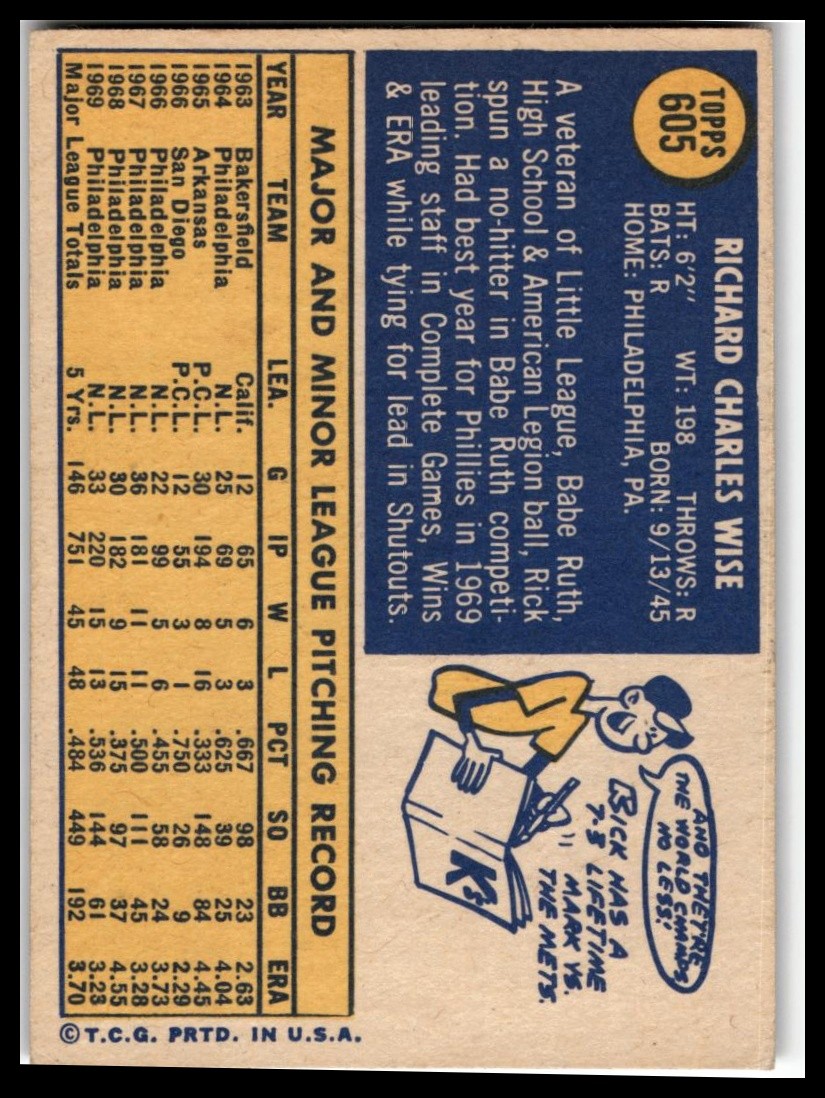 TOPPS
605
RICHARD CHARLES WISE
HT: 6'2" WT: 198 THROWS: R
BATS: R BORN: 9/13/45
HOME: PHILADELPHIA, PA.
A veteran of Little League, Babe Ruth,
High School & American Legion ball, Rick
spun a no-hitter in Babe Ruth competi-
tion. Had best year for Phillies in 1969
leading staff in Complete Games, Wins
& ERA while tying for lead in Shutouts.
AND THEY'RE
THE WORLD CHAMPS
NO LESS!
RICK HAS A
7-3 LIFETIME
MARK VS.
THE METS.
K's
MAJOR AND MINOR LEAGUE PITCHING RECORD
YEAR TEAM LEA. G IP W L PCT SO BB ERA
1963 Bakersfield Calif. 12 65 6 3 .667 98 23 2.63
1964 Philadelphia N.L. 25 69 5 3 .625 39 25 4.04
1965 Arkansas P.C.L. 30 194 8 16 .333 148 84 4.45
1966 San Diego P.C.L. 12 55 3 1 .750 26 9 2.29
1966 Philadelphia N.L. 22 99 5 6 .455 58 24 3.73
1967 Philadelphia N.L. 36 181 11 11 .500 111 45 3.28
1968 Philadelphia N.L. 30 182 9 15 .375 97 37 4.55
1969 Philadelphia N.L. 33 220 15 13 .536 144 61 3.23
Major League Totals 5 Yrs. 146 751 45 48 .484 449 192 3.70
©T.C.G. PRTD. IN U.S.A.